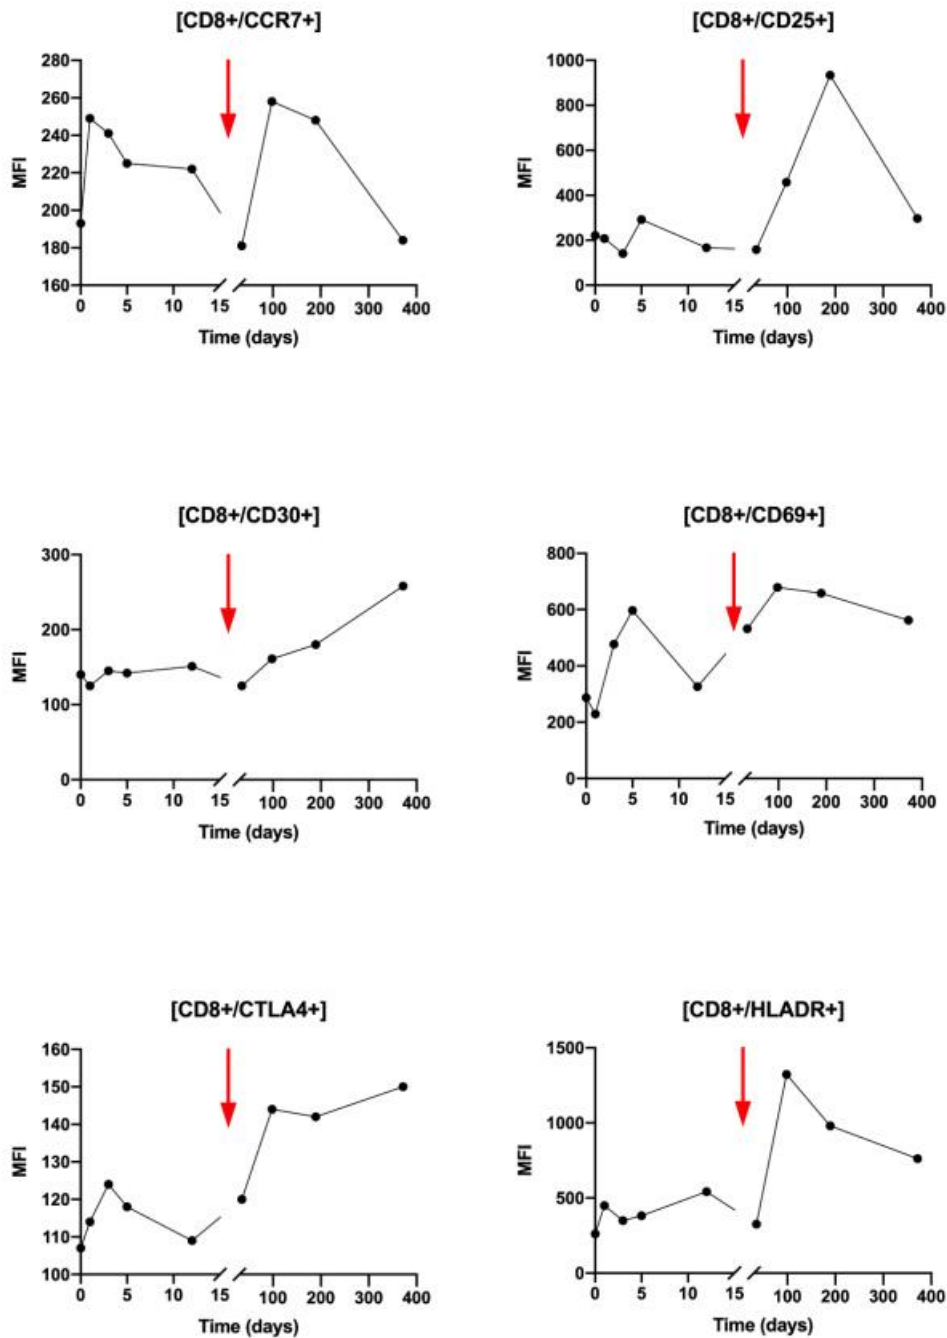 [CD8+/CCR7+]
280
260
240
220
200
180
160
MFI
0 5 10 15 100 200 300 400
Time (days)
[CD8+/CD25+]
1000
800
600
400
200
0
MFI
0 5 10 15 100 200 300 400
Time (days)
[CD8+/CD30+]
300
200
100
0
MFI
0 5 10 15 100 200 300 400
Time (days)
[CD8+/CD69+]
800
600
400
200
0
MFI
0 5 10 15 100 200 300 400
Time (days)
[CD8+/CTLA4+]
160
150
140
130
120
110
100
MFI
0 5 10 15 100 200 300 400
Time (days)
[CD8+/HLADR+]
1500
1000
500
0
MFI
0 5 10 15 100 200 300 400
Time (days)